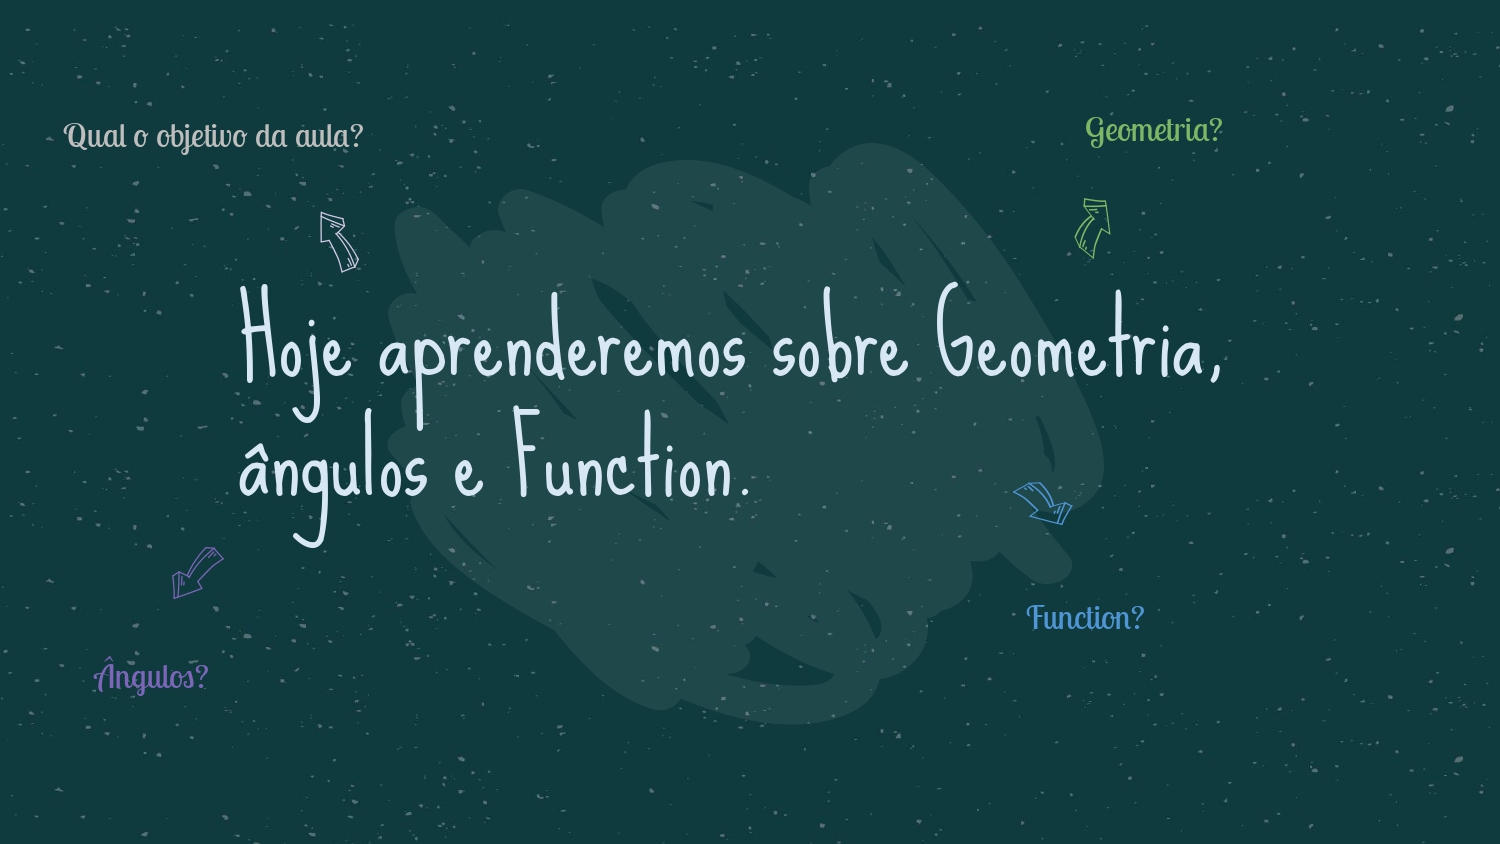 Qual o objetivo da aula?
Geometria?
Hoje aprenderemos sobre Geometria,
ângulos e Function.
Function?
Ângulos?